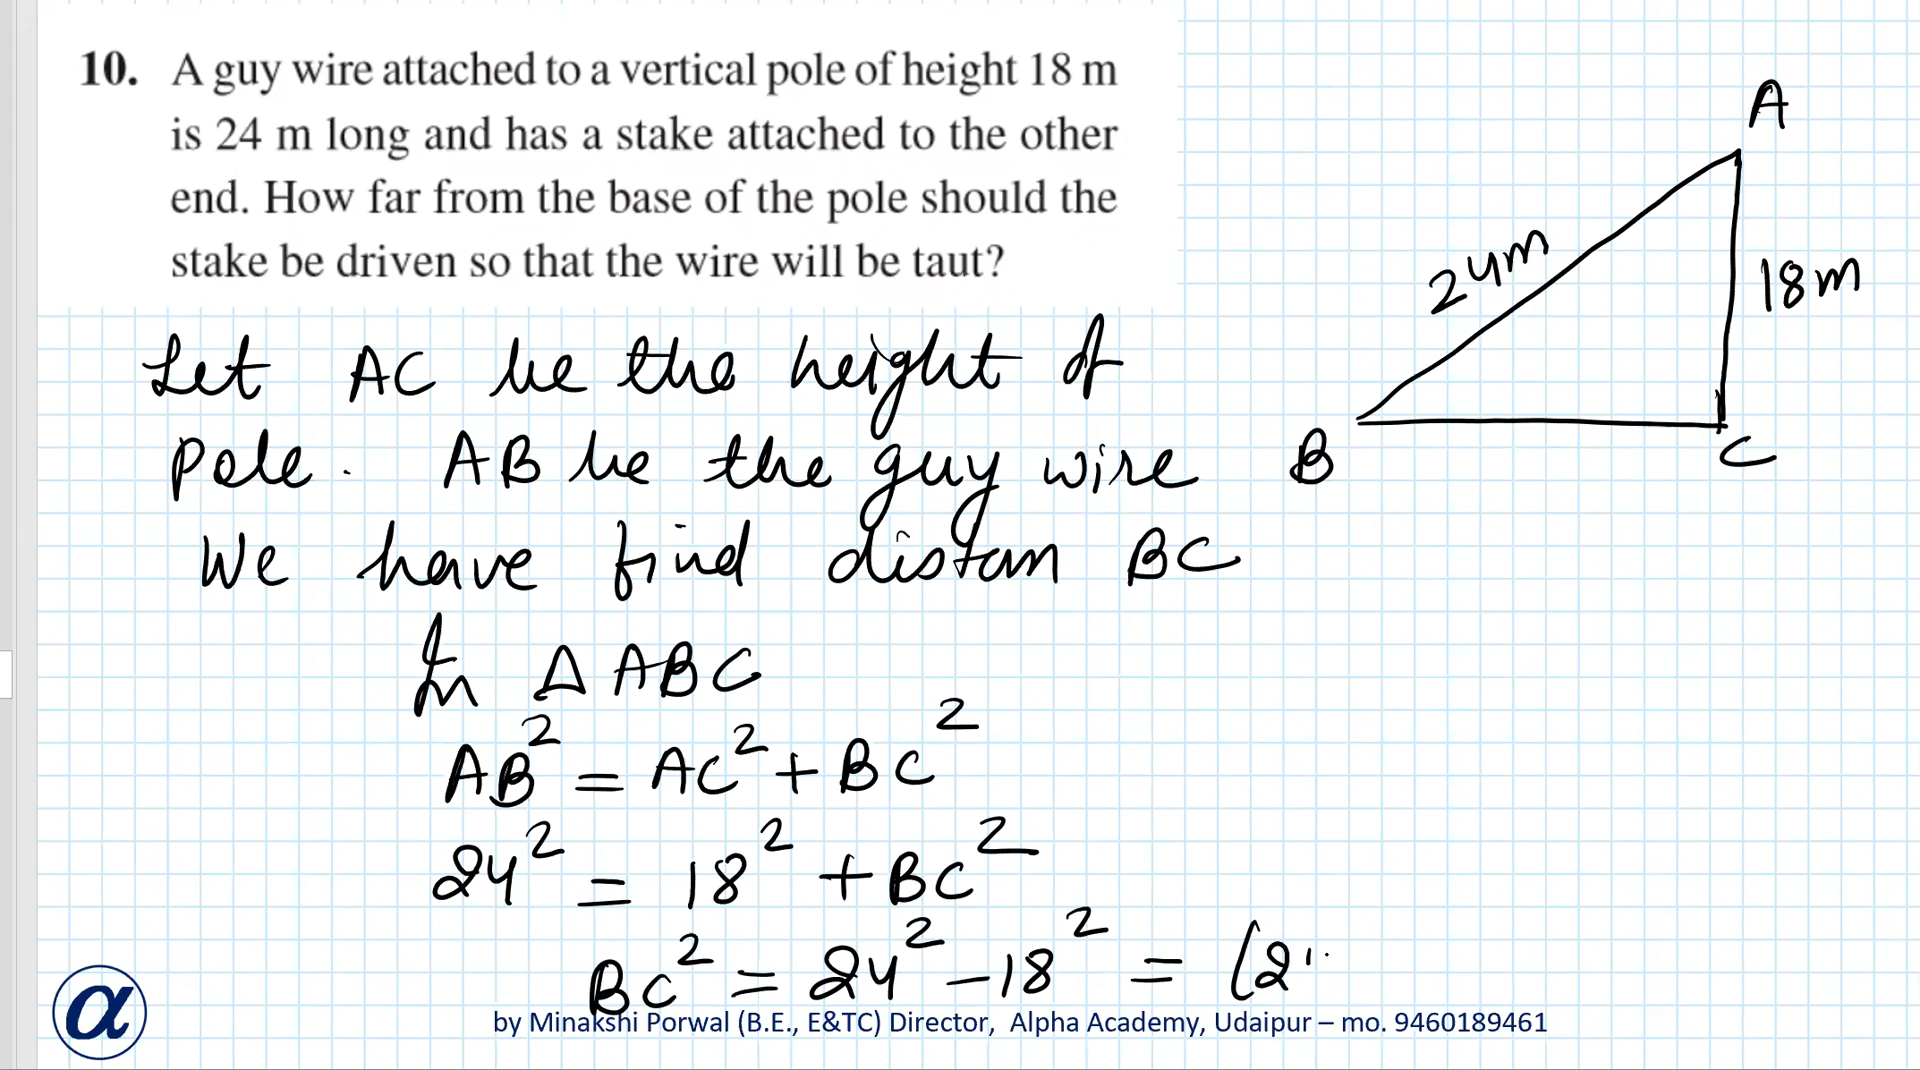 10. A guy wire attached to a vertical pole of height 18 m
is 24 m long and has a stake attached to the other
end. How far from the base of the pole should the
stake be driven so that the wire will be taut?
A
24m
18m
B
C
Let AC be the height of
pole. AB be the guy wire
We have find distan BC
In Δ ABC
AB² = AC² + BC²
24² = 18² + BC²
BC² = 24² - 18² = (2
α
by Minakshi Porwal (B.E., E&TC) Director, Alpha Academy, Udaipur – mo. 9460189461